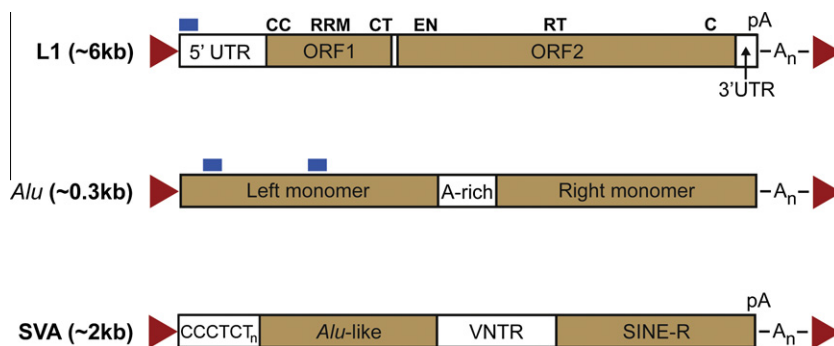 CC RRM CT EN RT C pA
L1 (~6kb) 5' UTR ORF1 ORF2 –Aₙ–
3'UTR
Alu (~0.3kb) Left monomer A-rich Right monomer –Aₙ–
pA
SVA (~2kb) CCCTCTₙ Alu-like VNTR SINE-R –Aₙ–